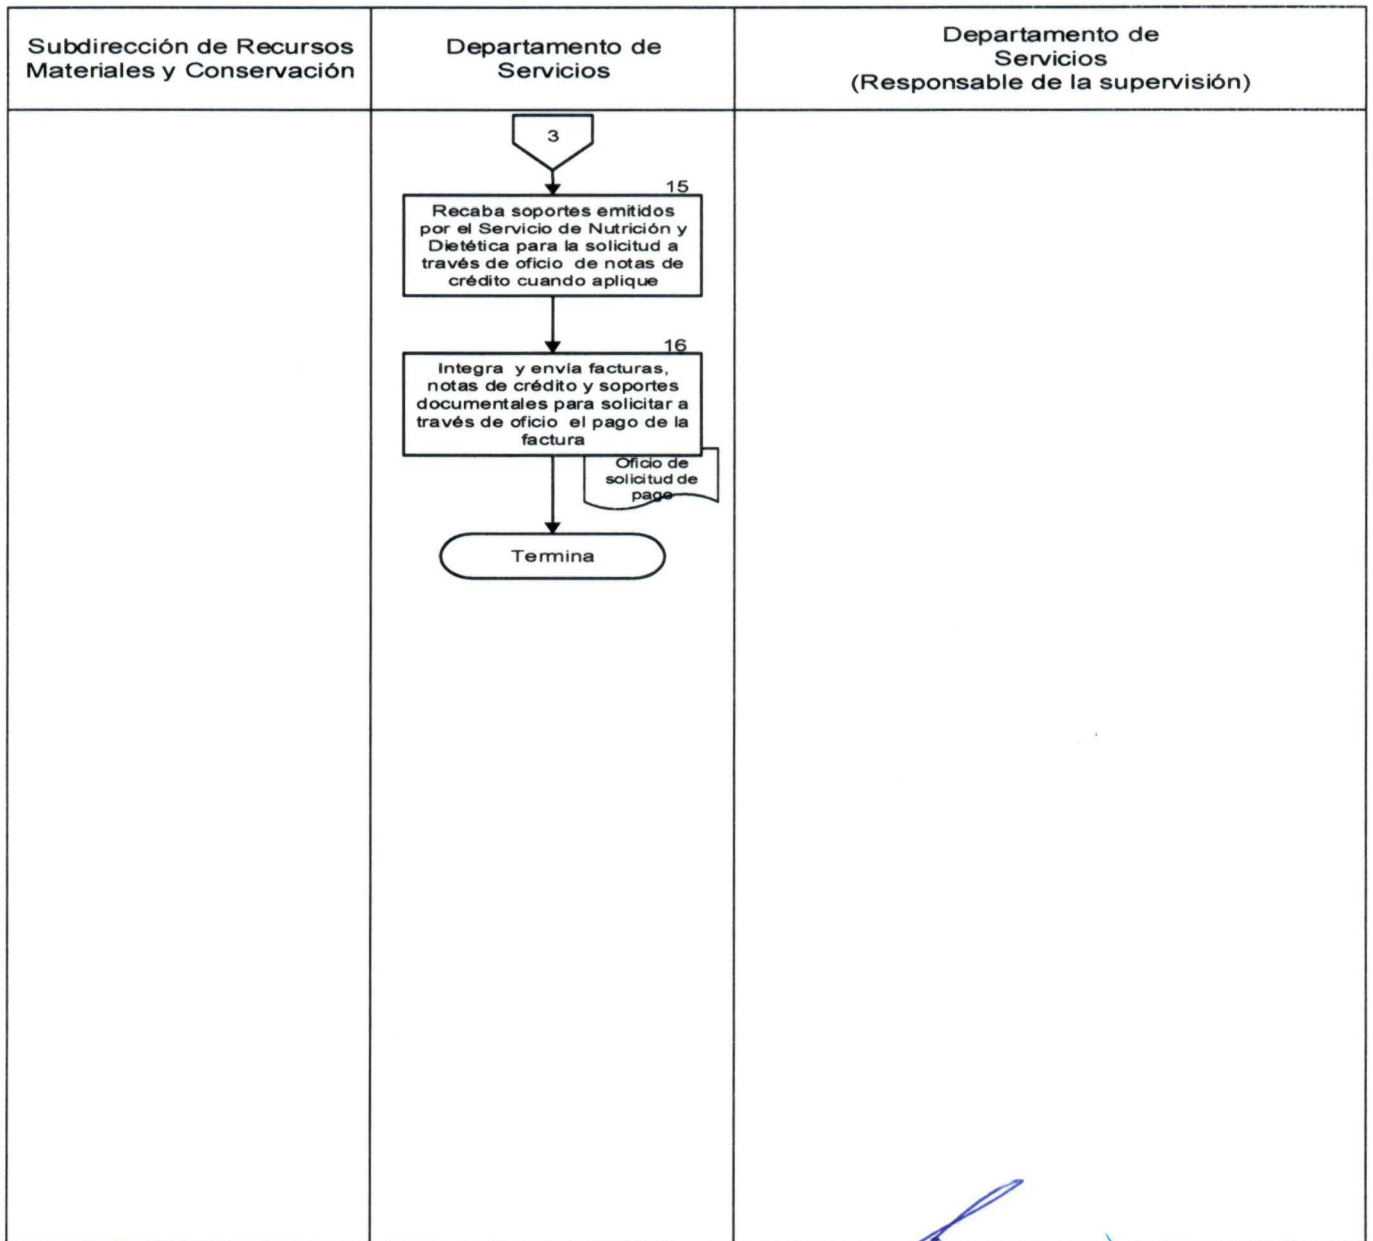 Subdirección de Recursos
Materiales y Conservación
Departamento de
Servicios
Departamento de
Servicios
(Responsable de la supervisión)
3
15
Recaba soportes emitidos
por el Servicio de Nutrición y
Dietética para la solicitud a
través de oficio de notas de
crédito cuando aplique
16
Integra y envía facturas,
notas de crédito y soportes
documentales para solicitar a
través de oficio el pago de la
factura
Oficio de
solicitud de
pago
Termina